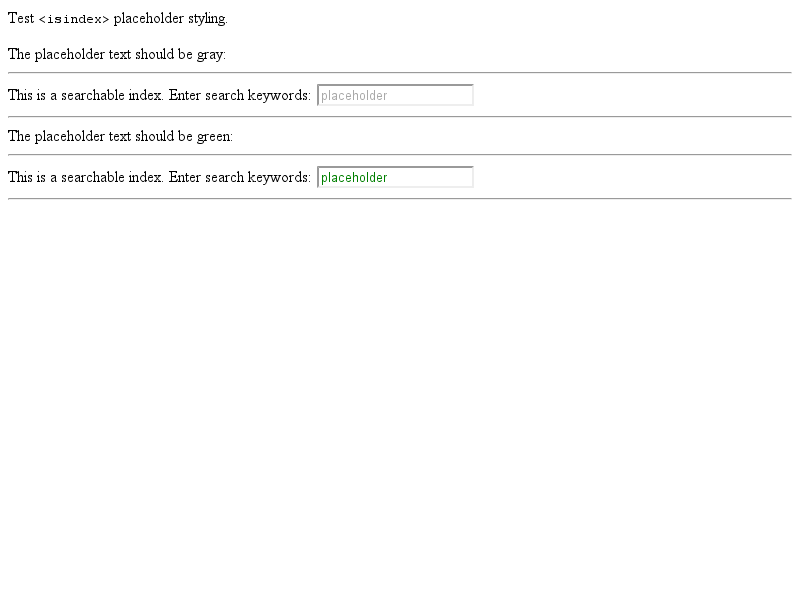 Test <isindex> placeholder styling.
The placeholder text should be gray:
This is a searchable index. Enter search keywords: placeholder
The placeholder text should be green:
This is a searchable index. Enter search keywords: placeholder